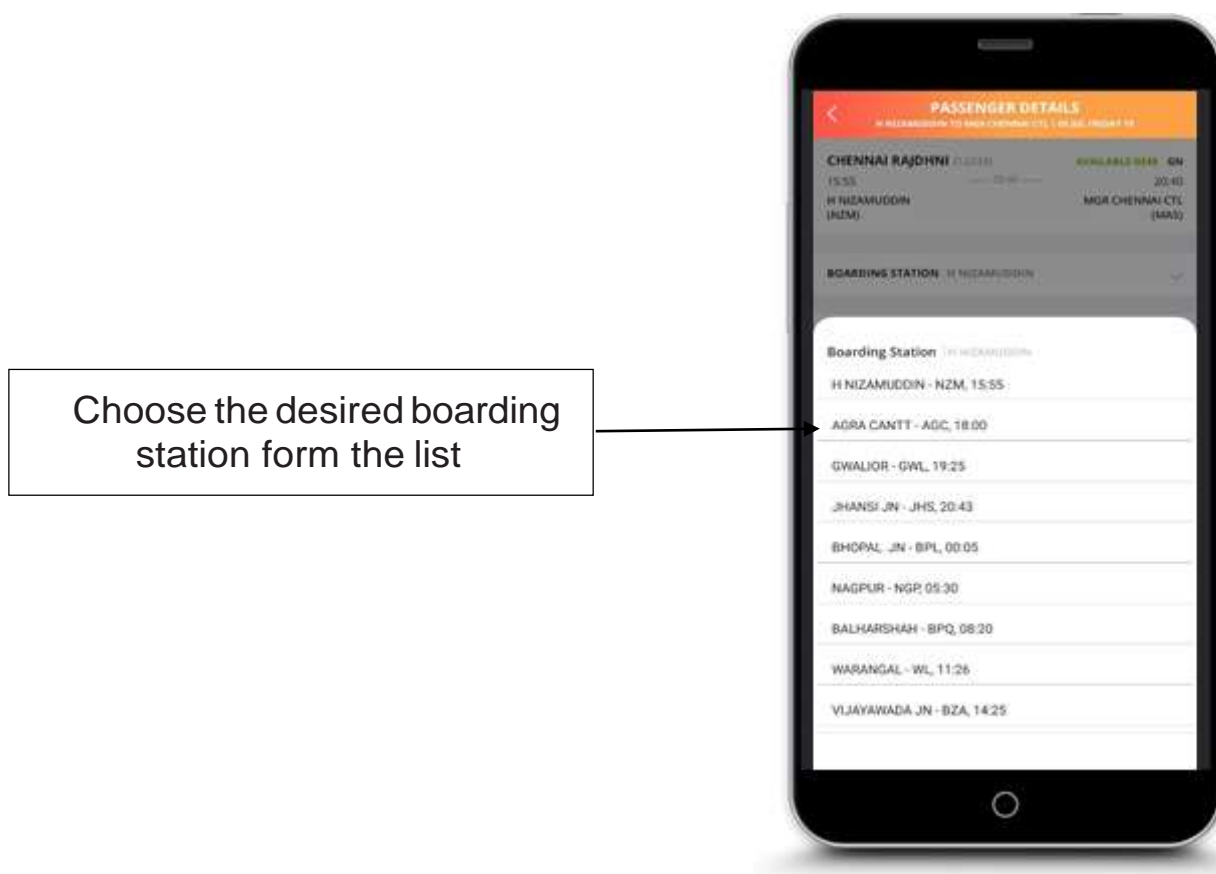 Choose the desired boarding
station form the list
PASSENGER DETAILS
CHENNAI RAJDHNI
GN
15:55 20:40
H NIZAMUDDIN MGR CHENNAI CTL
(NZM) (MAS)
BOARDING STATION H NIZAMUDDIN
Boarding Station H NIZAMUDDIN
H NIZAMUDDIN - NZM, 15:55
AGRA CANTT - AGC, 18:00
GWALIOR - GWL, 19:25
JHANSI JN - JHS, 20:43
BHOPAL JN - BPL, 00:05
NAGPUR - NGP, 05:30
BALHARSHAH - BPQ, 08:20
WARANGAL - WL, 11:26
VIJAYAWADA JN - BZA, 14:25